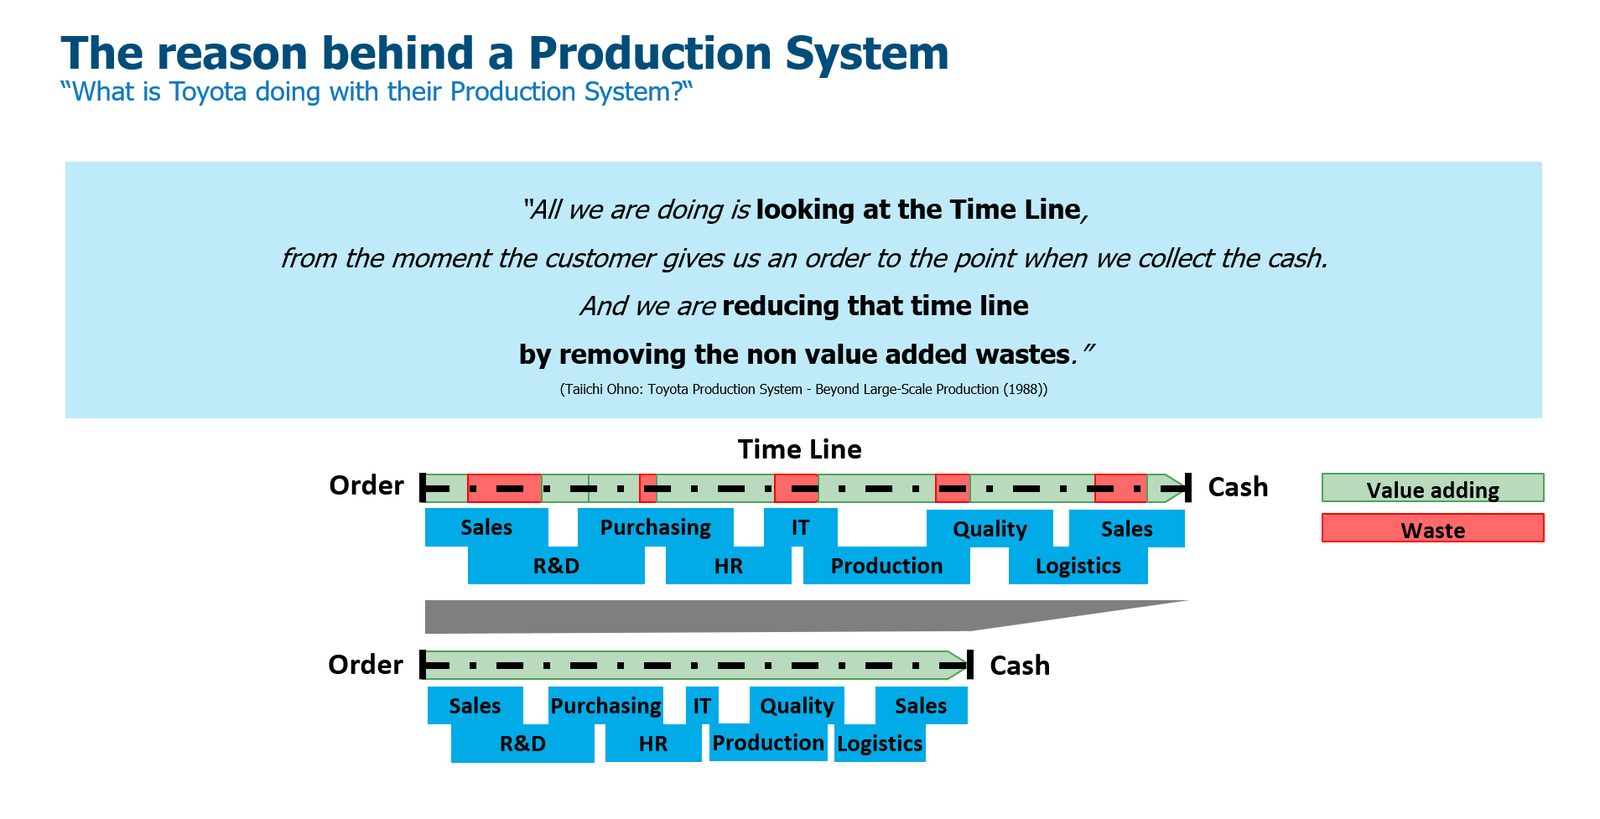 The reason behind a Production System
“What is Toyota doing with their Production System?“
“All we are doing is looking at the Time Line,
from the moment the customer gives us an order to the point when we collect the cash.
And we are reducing that time line
by removing the non value added wastes.”
(Taiichi Ohno: Toyota Production System - Beyond Large-Scale Production (1988))
Time Line
Order
Cash
Value adding
Waste
Sales
Purchasing
IT
Quality
Sales
R&D
HR
Production
Logistics
Order
Cash
Sales
Purchasing
IT
Quality
Sales
R&D
HR
Production
Logistics